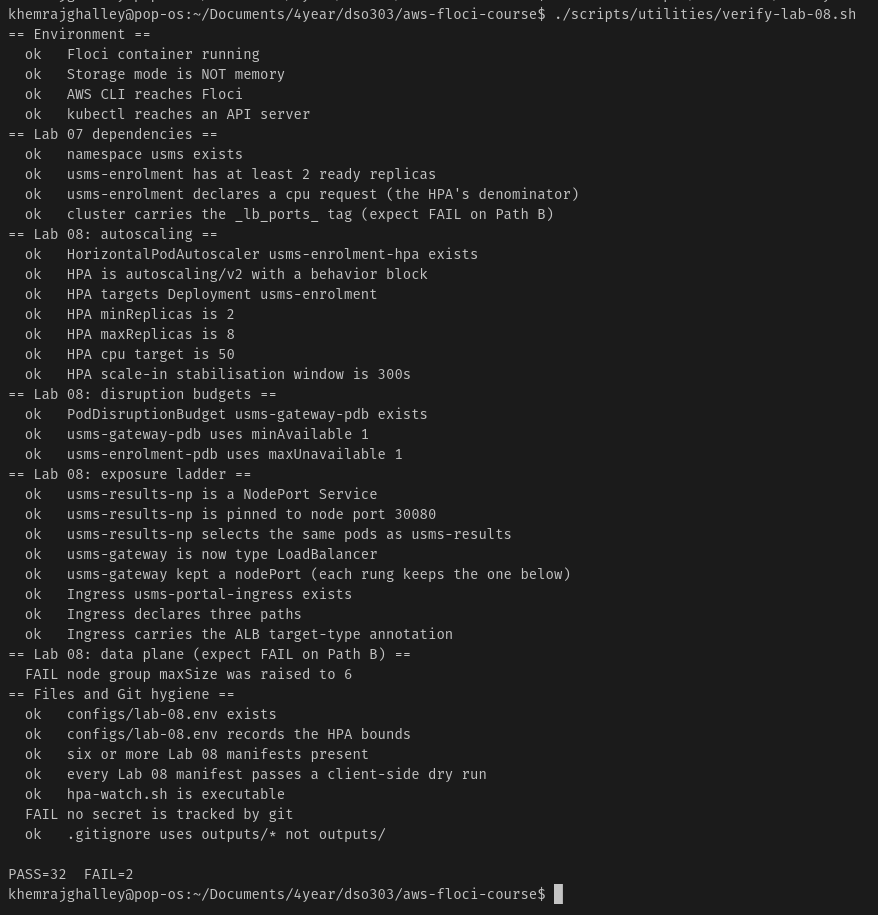 khemrajghalley@pop-os:~/Documents/4year/dso303/aws-floci-course$ ./scripts/utilities/verify-lab-08.sh
== Environment ==
  ok   Floci container running
  ok   Storage mode is NOT memory
  ok   AWS CLI reaches Floci
  ok   kubectl reaches an API server
== Lab 07 dependencies ==
  ok   namespace usms exists
  ok   usms-enrolment has at least 2 ready replicas
  ok   usms-enrolment declares a cpu request (the HPA's denominator)
  ok   cluster carries the _lb_ports_ tag (expect FAIL on Path B)
== Lab 08: autoscaling ==
  ok   HorizontalPodAutoscaler usms-enrolment-hpa exists
  ok   HPA is autoscaling/v2 with a behavior block
  ok   HPA targets Deployment usms-enrolment
  ok   HPA minReplicas is 2
  ok   HPA maxReplicas is 8
  ok   HPA cpu target is 50
  ok   HPA scale-in stabilisation window is 300s
== Lab 08: disruption budgets ==
  ok   PodDisruptionBudget usms-gateway-pdb exists
  ok   usms-gateway-pdb uses minAvailable 1
  ok   usms-enrolment-pdb uses maxUnavailable 1
== Lab 08: exposure ladder ==
  ok   usms-results-np is a NodePort Service
  ok   usms-results-np is pinned to node port 30080
  ok   usms-results-np selects the same pods as usms-results
  ok   usms-gateway is now type LoadBalancer
  ok   usms-gateway kept a nodePort (each rung keeps the one below)
  ok   Ingress usms-portal-ingress exists
  ok   Ingress declares three paths
  ok   Ingress carries the ALB target-type annotation
== Lab 08: data plane (expect FAIL on Path B) ==
  FAIL node group maxSize was raised to 6
== Files and Git hygiene ==
  ok   configs/lab-08.env exists
  ok   configs/lab-08.env records the HPA bounds
  ok   six or more Lab 08 manifests present
  ok   every Lab 08 manifest passes a client-side dry run
  ok   hpa-watch.sh is executable
  FAIL no secret is tracked by git
  ok   .gitignore uses outputs/* not outputs/

PASS=32  FAIL=2
khemrajghalley@pop-os:~/Documents/4year/dso303/aws-floci-course$